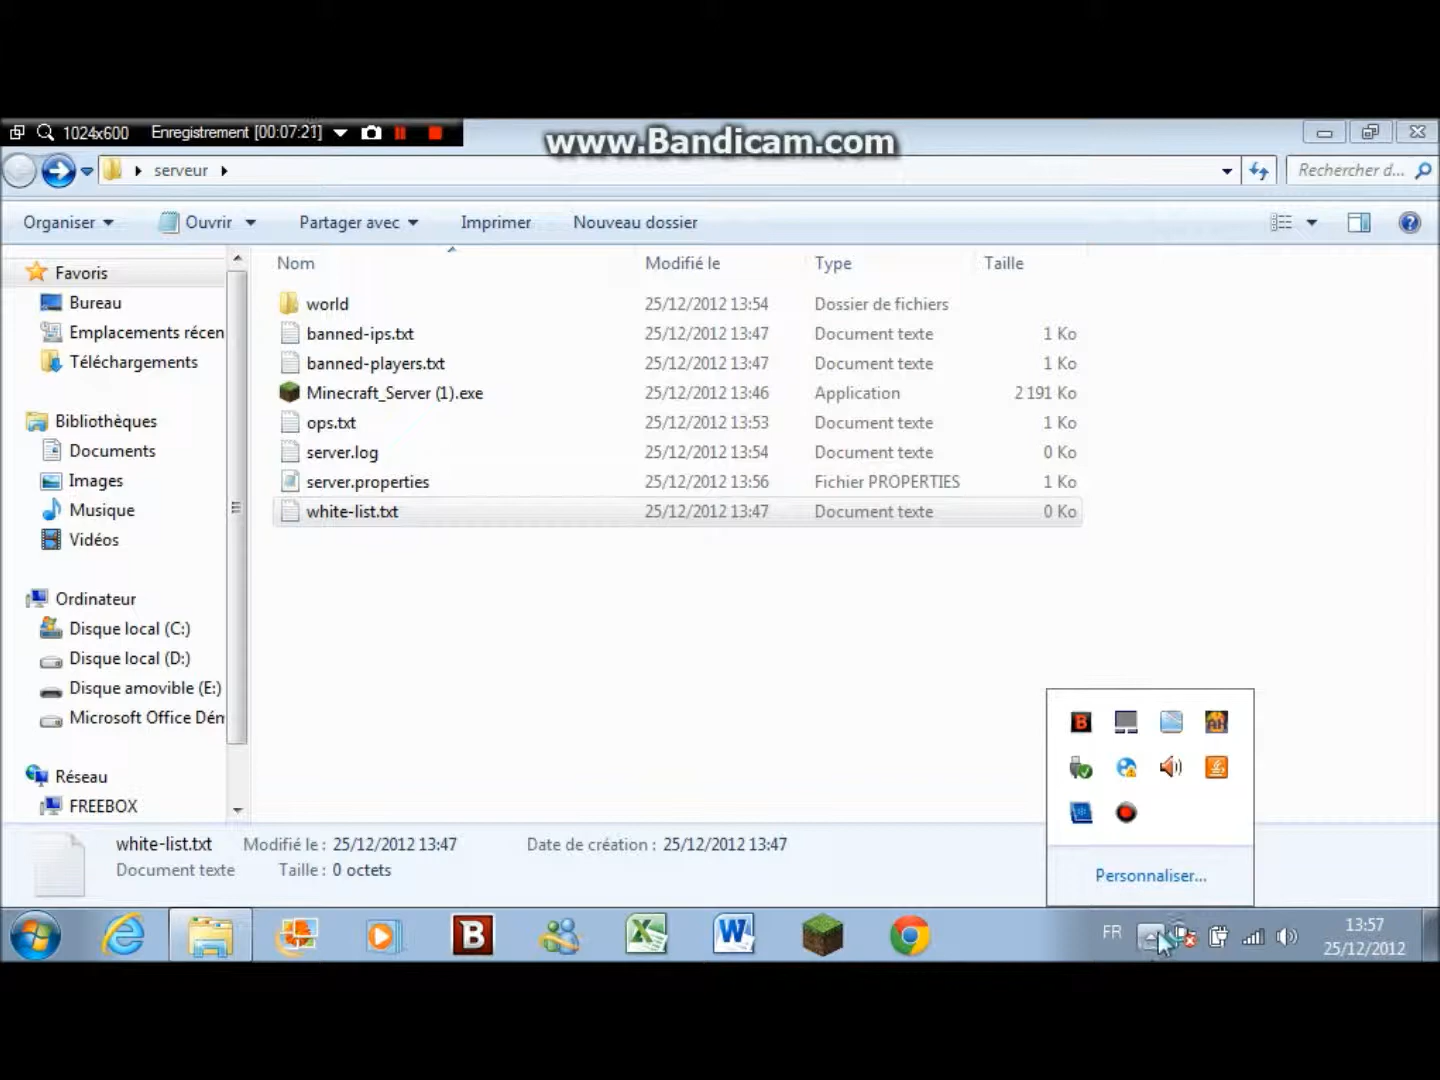 1024x600 Enregistrement [00:07:21]
www.Bandicam.com
serveur
Rechercher d...
Organiser Ouvrir Partager avec Imprimer Nouveau dossier
Nom Modifié le Type Taille
world 25/12/2012 13:54 Dossier de fichiers
banned-ips.txt 25/12/2012 13:47 Document texte 1 Ko
banned-players.txt 25/12/2012 13:47 Document texte 1 Ko
Minecraft_Server (1).exe 25/12/2012 13:46 Application 2 191 Ko
ops.txt 25/12/2012 13:53 Document texte 1 Ko
server.log 25/12/2012 13:54 Document texte 0 Ko
server.properties 25/12/2012 13:56 Fichier PROPERTIES 1 Ko
white-list.txt 25/12/2012 13:47 Document texte 0 Ko
Favoris
Bureau
Emplacements récen
Téléchargements
Bibliothèques
Documents
Images
Musique
Vidéos
Ordinateur
Disque local (C:)
Disque local (D:)
Disque amovible (E:)
Microsoft Office Dén
Réseau
FREEBOX
white-list.txt Modifié le : 25/12/2012 13:47 Date de création : 25/12/2012 13:47
Document texte Taille : 0 octets
Personnaliser...
FR
13:57
25/12/2012